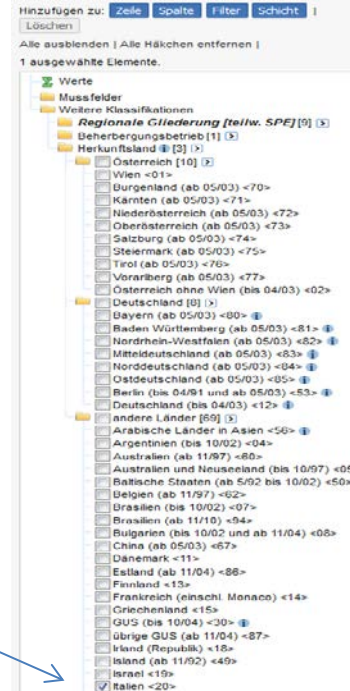 Hinzufügen zu: Zeile Spalte Filter Schicht |
Löschen
Alle ausblenden | Alle Häkchen entfernen |
1 ausgewählte Elemente.
Werte
Mussfelder
Weitere Klassifikationen
Regionale Gliederung [teilw. SPE] [9]
Beherbergungsbetrieb [1]
Herkunftsland [3]
Österreich [10]
Wien <01>
Burgenland (ab 05/03) <70>
Kärnten (ab 05/03) <71>
Niederösterreich (ab 05/03) <72>
Oberösterreich (ab 05/03) <73>
Salzburg (ab 05/03) <74>
Steiermark (ab 05/03) <75>
Tirol (ab 05/03) <76>
Vorarlberg (ab 05/03) <77>
Österreich ohne Wien (bis 04/03) <02>
Deutschland [8]
Bayern (ab 05/03) <80>
Baden Württemberg (ab 05/03) <81>
Nordrhein-Westfalen (ab 05/03) <82>
Mitteldeutschland (ab 05/03) <83>
Norddeutschland (ab 05/03) <84>
Ostdeutschland (ab 05/03) <85>
Berlin (bis 04/91 und ab 05/03) <53>
Deutschland (bis 04/03) <12>
andere Länder [69]
Arabische Länder in Asien <56>
Argentinien (bis 10/02) <04>
Australien (ab 11/97) <60>
Australien und Neuseeland (bis 10/97) <05
Baltische Staaten (ab 5/92 bis 10/02) <50>
Belgien (ab 11/97) <62>
Brasilien (bis 10/02) <07>
Brasilien (ab 11/10) <94>
Bulgarien (bis 10/02 und ab 11/04) <08>
China (ab 05/03) <67>
Dänemark <11>
Estland (ab 11/04) <86>
Finnland <13>
Frankreich (einschl. Monaco) <14>
Griechenland <15>
GUS (bis 10/04) <30>
übrige GUS (ab 11/04) <87>
Irland (Republik) <18>
Island (ab 11/92) <49>
Israel <19>
Italien <20>